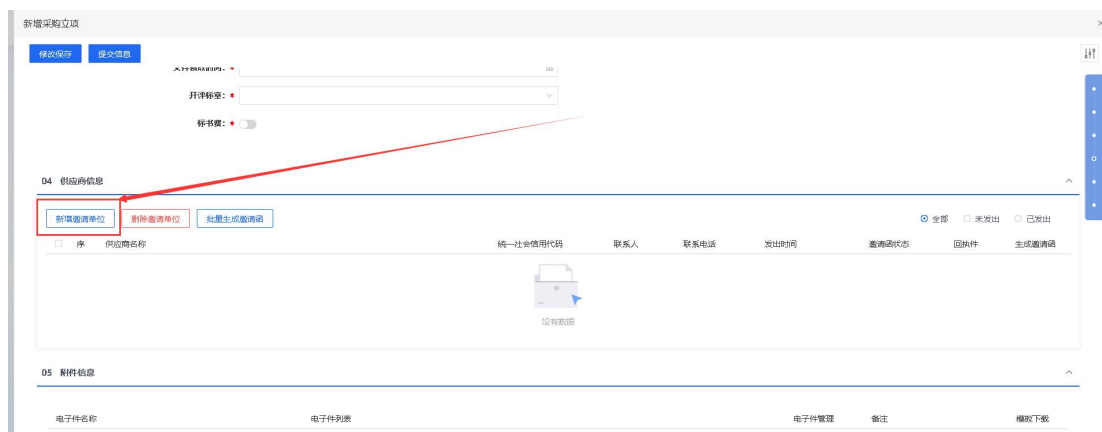 新增采购立项
修改保存 提交信息
开评标室：*
标书费：*
04 供应商信息
新增邀请单位 删除邀请单位 批量生成邀请函 全部 未发出 已发出
序 供应商名称 统一社会信用代码 联系人 联系电话 发出时间 邀请函状态 回执件 生成邀请函
没有数据
05 附件信息
电子件名称 电子件列表 电子件管理 备注 模板下载